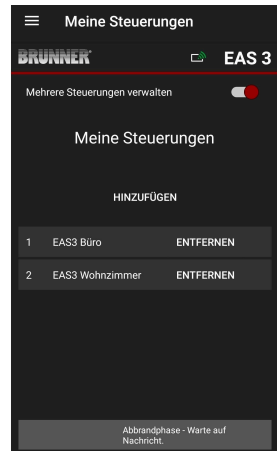 Meine Steuerungen
BRUNNER EAS 3
Mehrere Steuerungen verwalten
Meine Steuerungen
HINZUFÜGEN
1 EAS3 Büro ENTFERNEN
2 EAS3 Wohnzimmer ENTFERNEN
Abbrandphase - Warte auf
Nachricht.